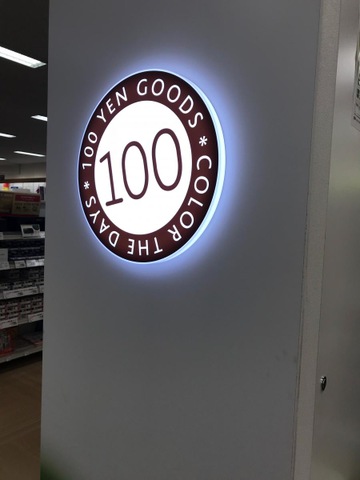 100 YEN GOODS * COLOR THE DAYS *
100